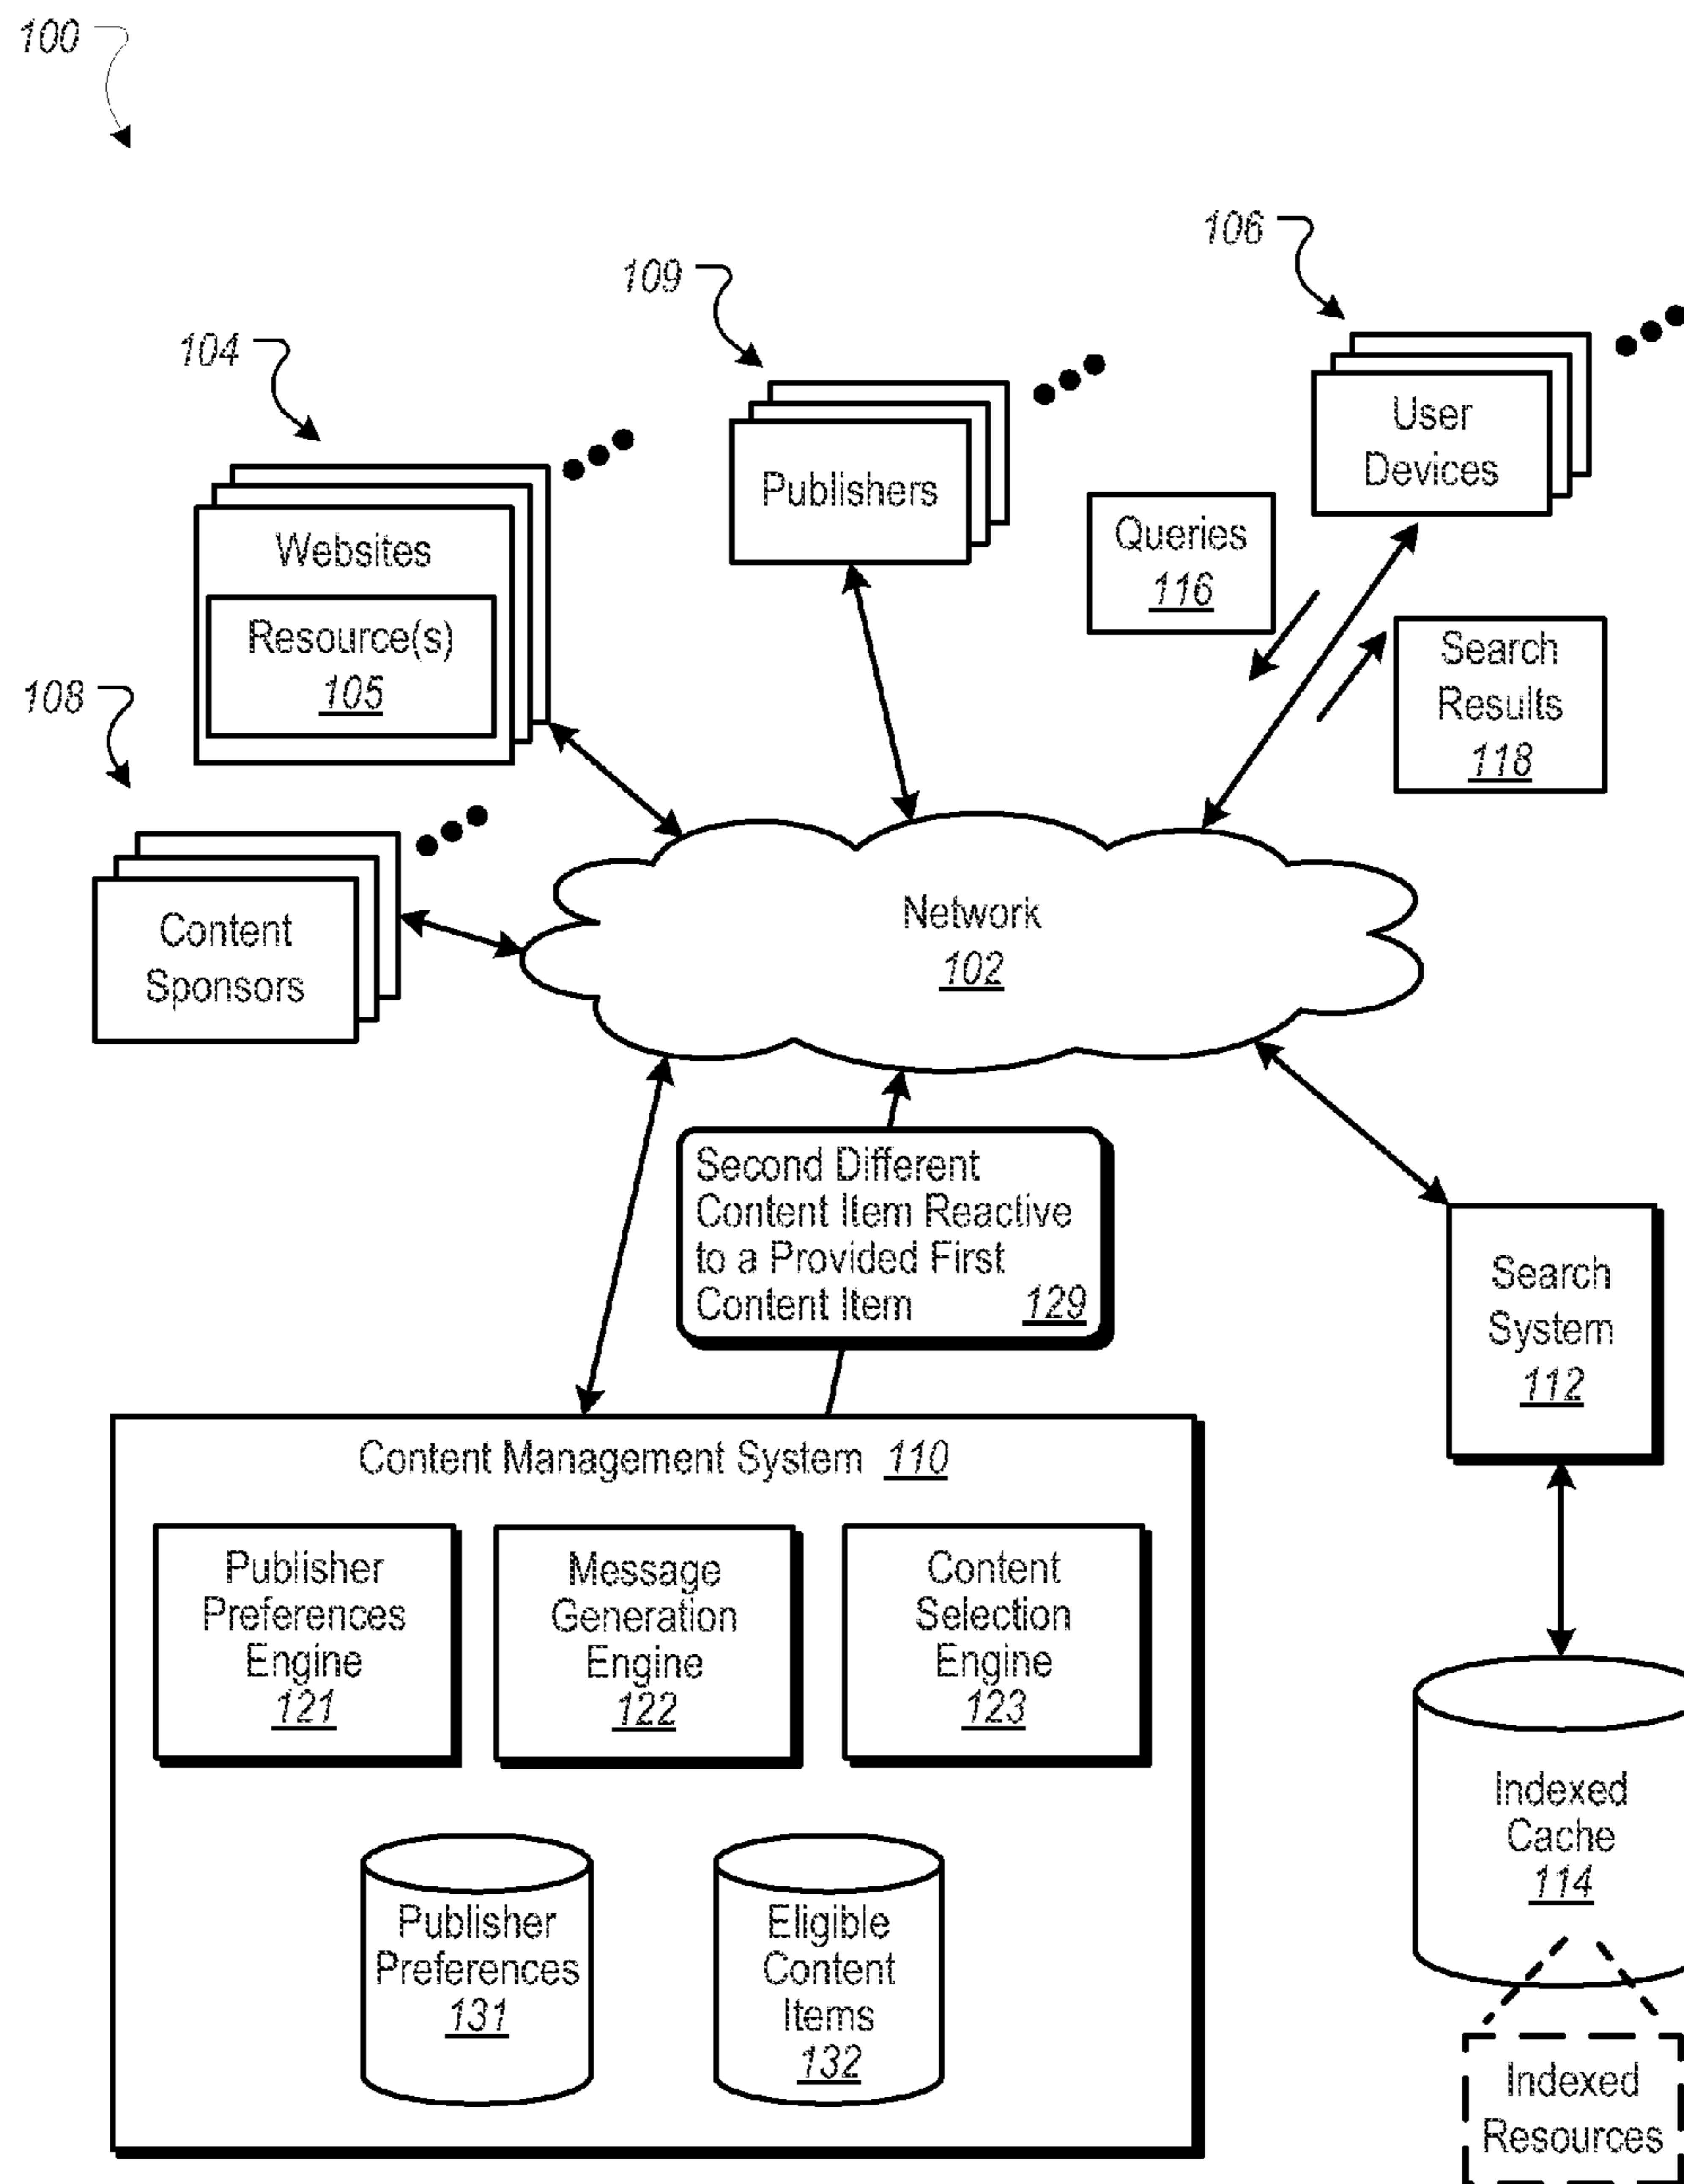 100
106
109
104
User
Devices
Publishers
Queries
116
Websites
Resource(s)
105
Search
Results
118
108
Content
Sponsors
Network
102
Second Different
Content Item Reactive
to a Provided First
Content Item 129
Search
System
112
Content Management System 110
Publisher
Preferences
Engine
121
Message
Generation
Engine
122
Content
Selection
Engine
123
Indexed
Cache
114
Publisher
Preferences
131
Eligible
Content
Items
132
Indexed
Resources